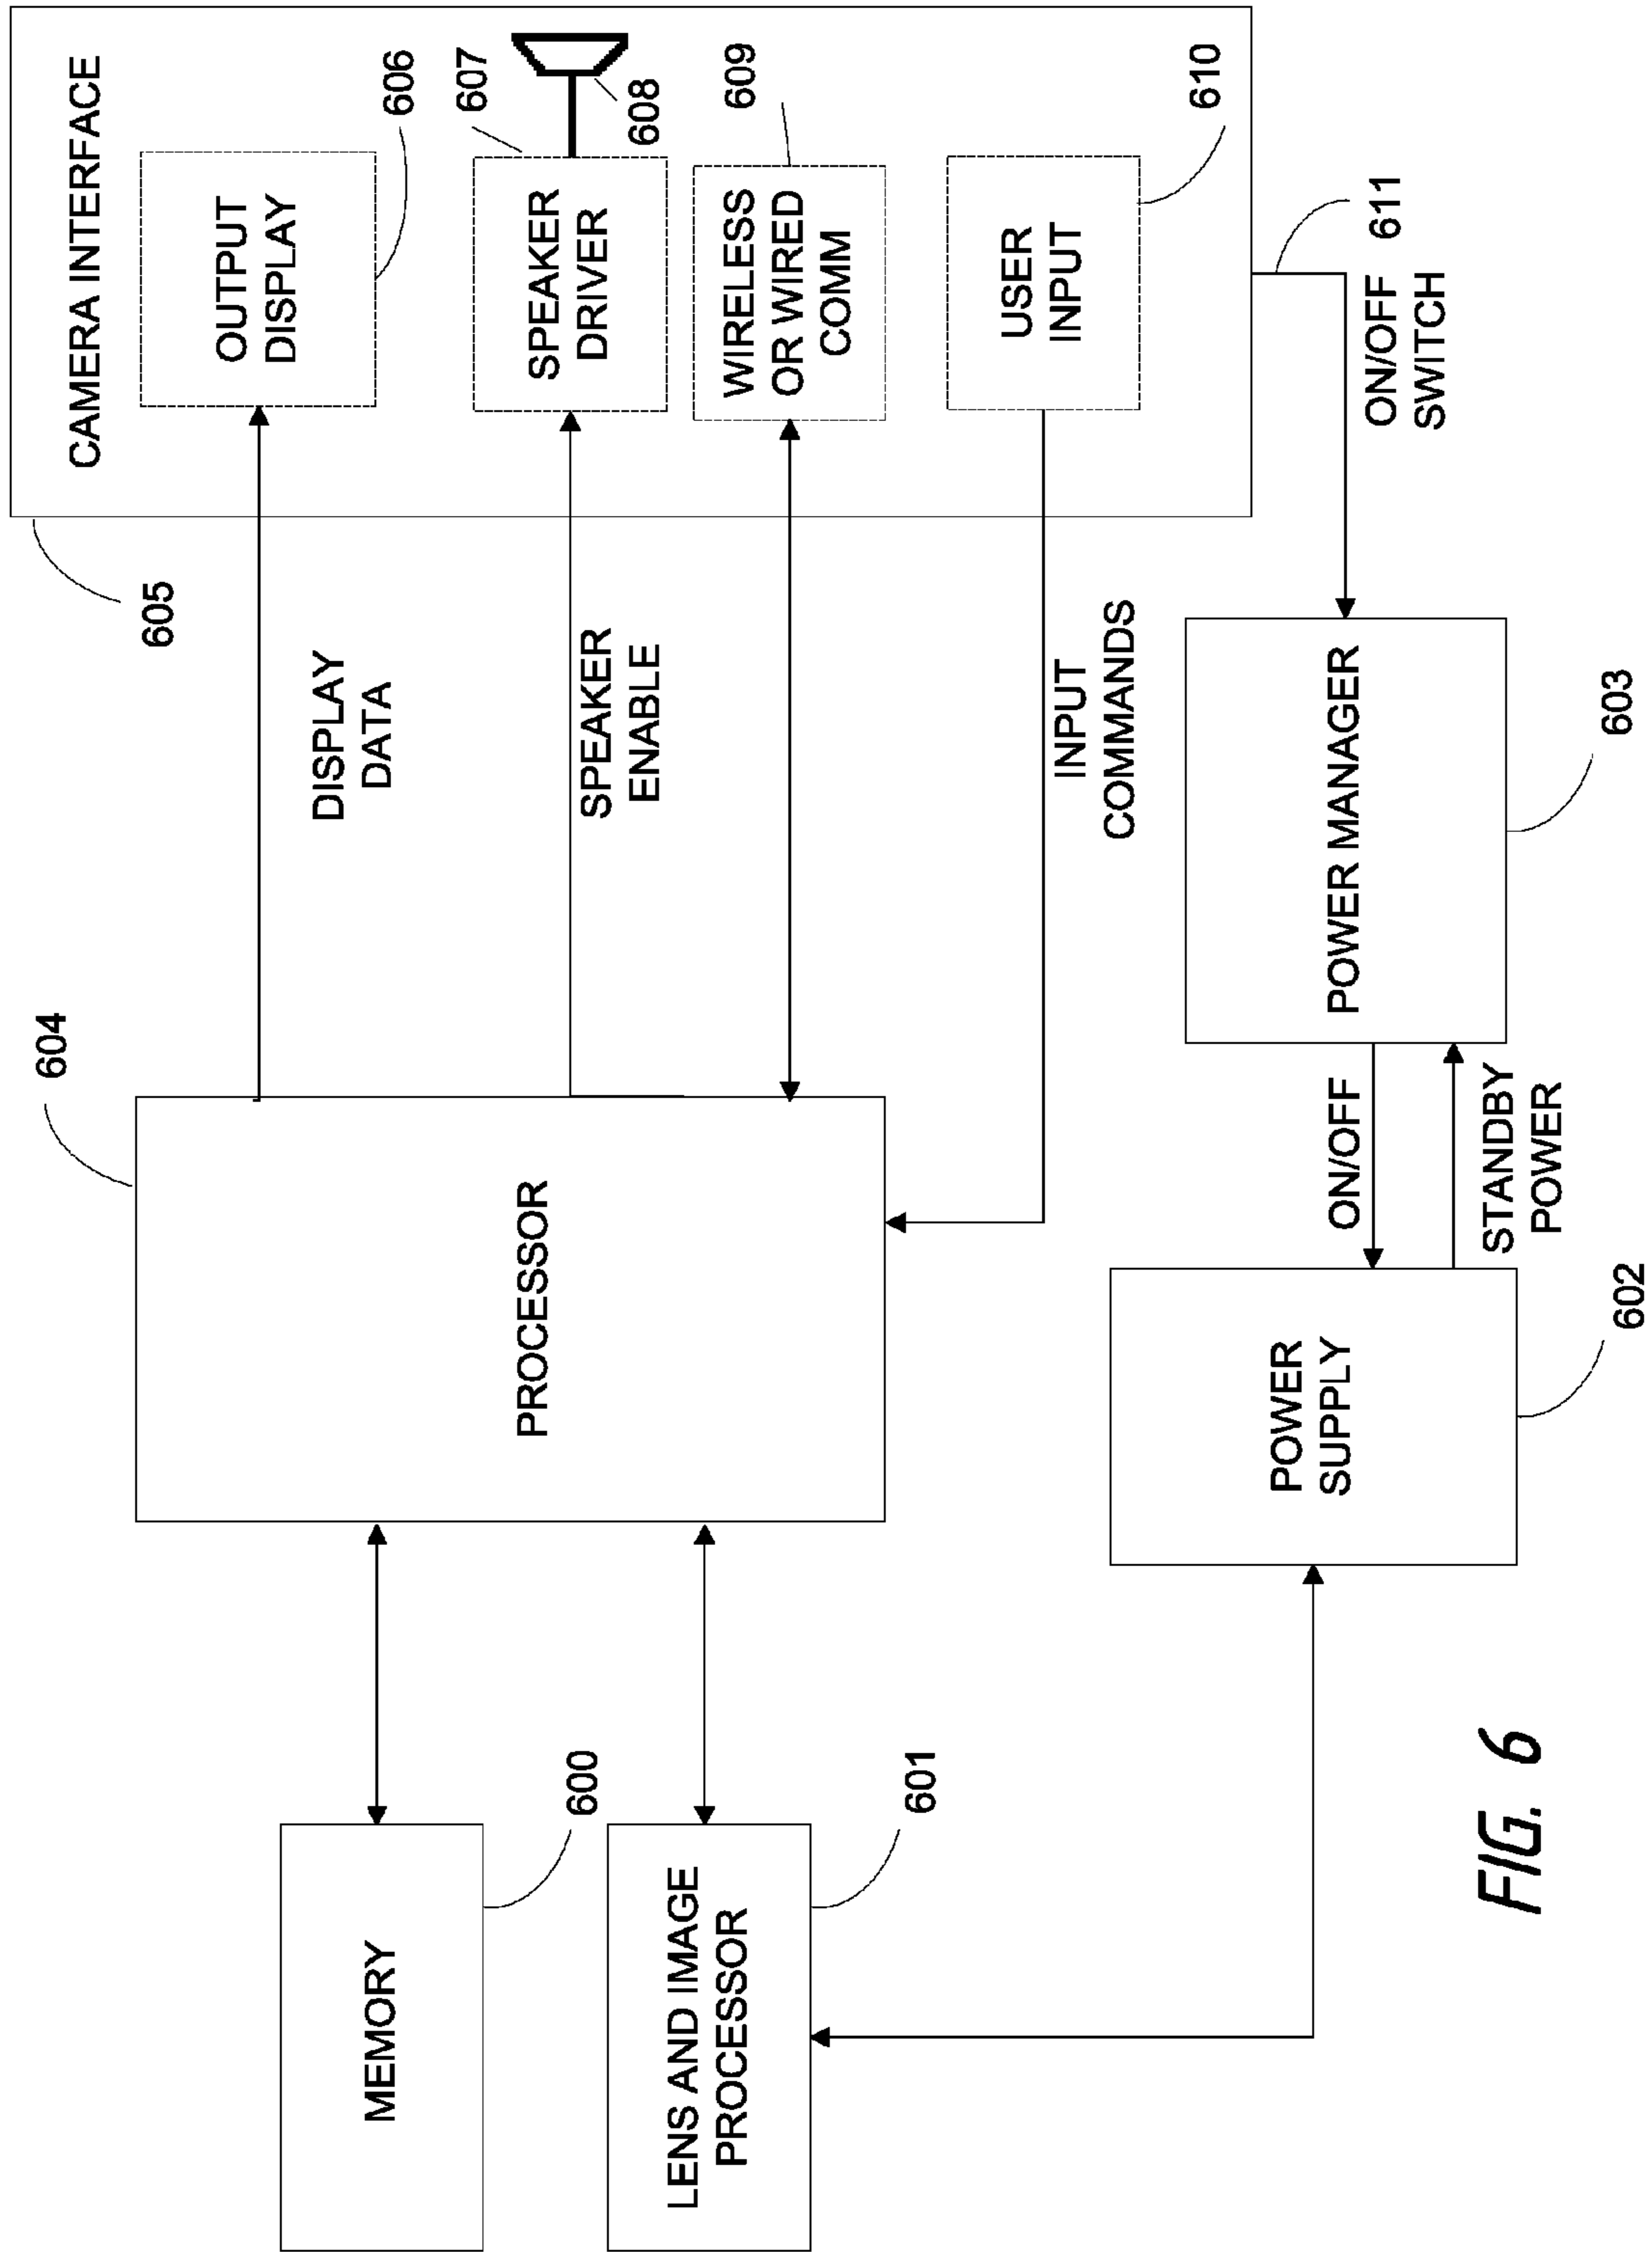 CAMERA INTERFACE
605
OUTPUT
DISPLAY
606
607
SPEAKER
DRIVER
608
609
WIRELESS
OR WIRED
COMM
USER
INPUT
610
ON/OFF
SWITCH
611
DISPLAY
DATA
SPEAKER
ENABLE
INPUT
COMMANDS
604
PROCESSOR
POWER MANAGER
603
ON/OFF
STANDBY
POWER
POWER
SUPPLY
602
MEMORY
600
LENS AND IMAGE
PROCESSOR
601
FIG. 6